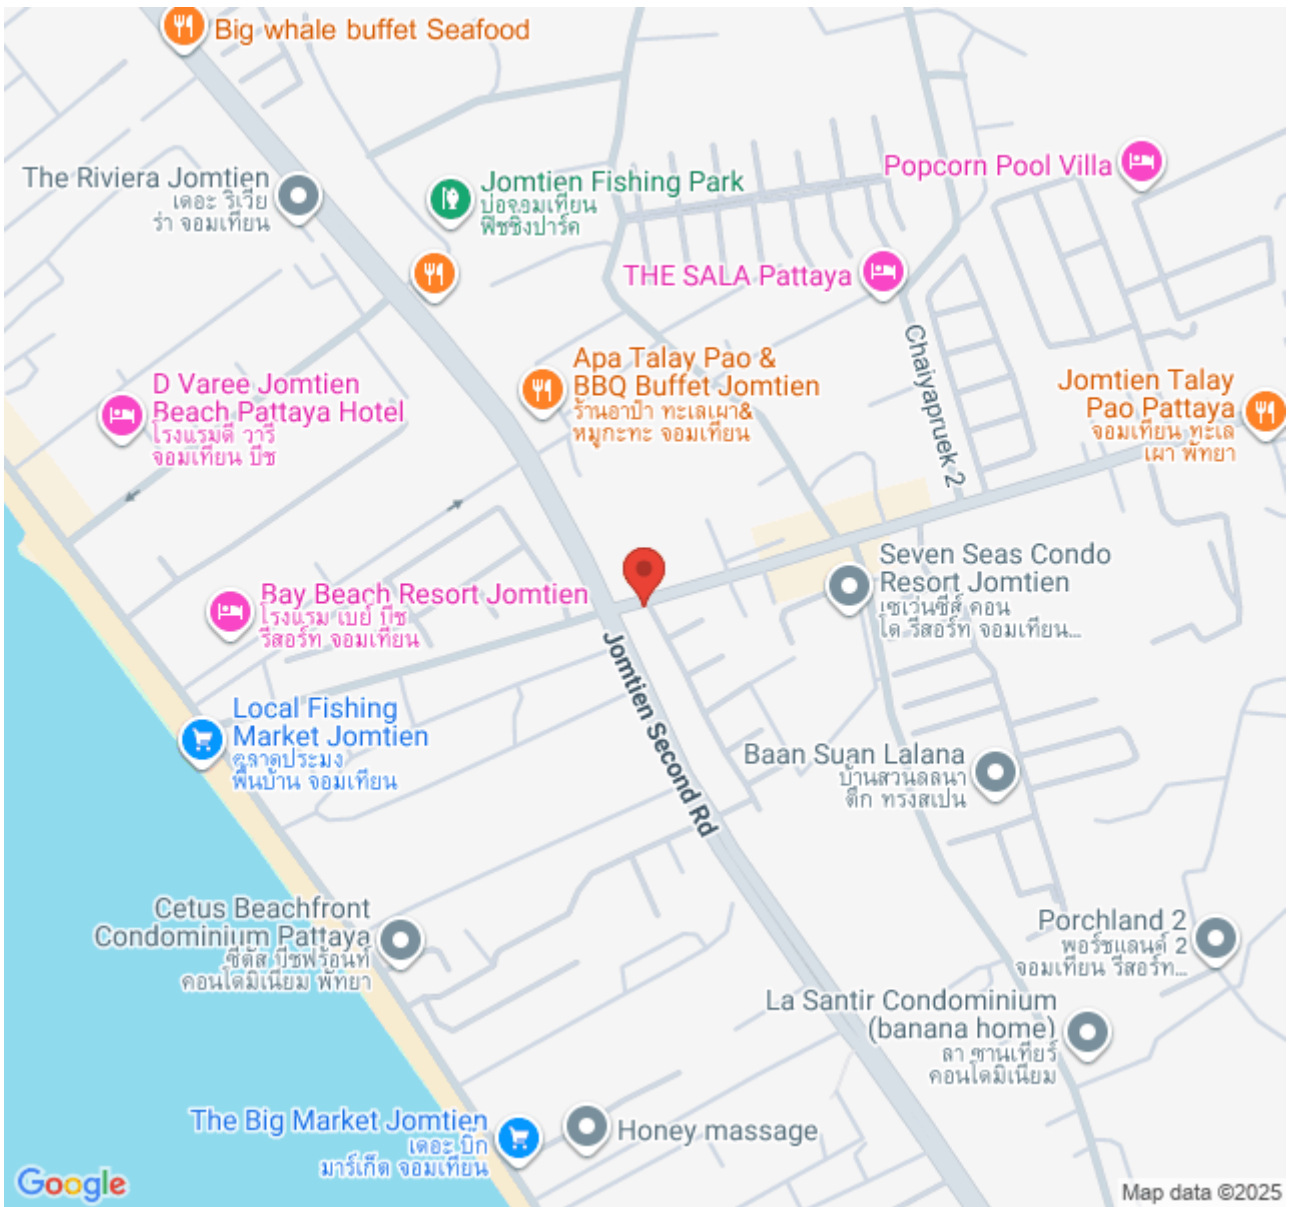 Big whale buffet Seafood
The Riviera Jomtien
เดอะ ริเวีย
ร่า จอมเทียน
Jomtien Fishing Park
บ่อจอมเทียน
ฟิชชิงปาร์ค
Popcorn Pool Villa
THE SALA Pattaya
Chaiyapruek 2
Apa Talay Pao &
BBQ Buffet Jomtien
ร้านอาป๋า ทะเลเผา&
หมูกะทะ จอมเทียน
D Varee Jomtien
Beach Pattaya Hotel
โรงแรมดี วารี
จอมเทียน บีช
Jomtien Talay
Pao Pattaya
จอมเทียน ทะเล
เผา พัทยา
Seven Seas Condo
Resort Jomtien
เซเว่นซีส์ คอน
โด รีสอร์ท จอมเทียน...
Bay Beach Resort Jomtien
โรงแรม เบย์ บีช
รีสอร์ท จอมเทียน
Jomtien Second Rd
Local Fishing
Market Jomtien
ตลาดประมง
พื้นบ้าน จอมเทียน
Baan Suan Lalana
บ้านสวนลลนา
ตึก ทรงสเปน
Cetus Beachfront
Condominium Pattaya
ซีตัส บีชฟร้อนท์
คอนโดมิเนียม พัทยา
Porchland 2
พอร์ชแลนด์ 2
จอมเทียน รีสอร์ท...
La Santir Condominium
(banana home)
ลา ซานเทียร์
คอนโดมิเนียม
The Big Market Jomtien
เดอะ บิ๊ก
มาร์เก็ต จอมเทียน
Honey massage
Google
Map data ©2025